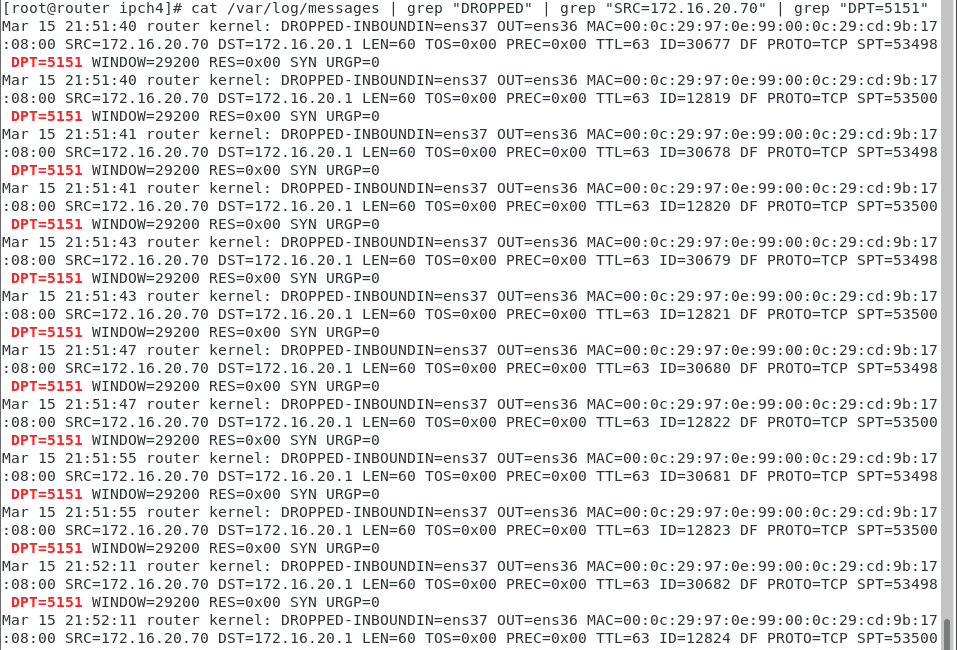 [root@router ipch4]# cat /var/log/messages | grep "DROPPED" | grep "SRC=172.16.20.70" | grep "DPT=5151"
Mar 15 21:51:40 router kernel: DROPPED-INBOUNDIN=ens37 OUT=ens36 MAC=00:0c:29:97:0e:99:00:0c:29:cd:9b:17
:08:00 SRC=172.16.20.70 DST=172.16.20.1 LEN=60 TOS=0x00 PREC=0x00 TTL=63 ID=30677 DF PROTO=TCP SPT=53498
DPT=5151 WINDOW=29200 RES=0x00 SYN URGP=0
Mar 15 21:51:40 router kernel: DROPPED-INBOUNDIN=ens37 OUT=ens36 MAC=00:0c:29:97:0e:99:00:0c:29:cd:9b:17
:08:00 SRC=172.16.20.70 DST=172.16.20.1 LEN=60 TOS=0x00 PREC=0x00 TTL=63 ID=12819 DF PROTO=TCP SPT=53500
DPT=5151 WINDOW=29200 RES=0x00 SYN URGP=0
Mar 15 21:51:41 router kernel: DROPPED-INBOUNDIN=ens37 OUT=ens36 MAC=00:0c:29:97:0e:99:00:0c:29:cd:9b:17
:08:00 SRC=172.16.20.70 DST=172.16.20.1 LEN=60 TOS=0x00 PREC=0x00 TTL=63 ID=30678 DF PROTO=TCP SPT=53498
DPT=5151 WINDOW=29200 RES=0x00 SYN URGP=0
Mar 15 21:51:41 router kernel: DROPPED-INBOUNDIN=ens37 OUT=ens36 MAC=00:0c:29:97:0e:99:00:0c:29:cd:9b:17
:08:00 SRC=172.16.20.70 DST=172.16.20.1 LEN=60 TOS=0x00 PREC=0x00 TTL=63 ID=12820 DF PROTO=TCP SPT=53500
DPT=5151 WINDOW=29200 RES=0x00 SYN URGP=0
Mar 15 21:51:43 router kernel: DROPPED-INBOUNDIN=ens37 OUT=ens36 MAC=00:0c:29:97:0e:99:00:0c:29:cd:9b:17
:08:00 SRC=172.16.20.70 DST=172.16.20.1 LEN=60 TOS=0x00 PREC=0x00 TTL=63 ID=30679 DF PROTO=TCP SPT=53498
DPT=5151 WINDOW=29200 RES=0x00 SYN URGP=0
Mar 15 21:51:43 router kernel: DROPPED-INBOUNDIN=ens37 OUT=ens36 MAC=00:0c:29:97:0e:99:00:0c:29:cd:9b:17
:08:00 SRC=172.16.20.70 DST=172.16.20.1 LEN=60 TOS=0x00 PREC=0x00 TTL=63 ID=12821 DF PROTO=TCP SPT=53500
DPT=5151 WINDOW=29200 RES=0x00 SYN URGP=0
Mar 15 21:51:47 router kernel: DROPPED-INBOUNDIN=ens37 OUT=ens36 MAC=00:0c:29:97:0e:99:00:0c:29:cd:9b:17
:08:00 SRC=172.16.20.70 DST=172.16.20.1 LEN=60 TOS=0x00 PREC=0x00 TTL=63 ID=30680 DF PROTO=TCP SPT=53498
DPT=5151 WINDOW=29200 RES=0x00 SYN URGP=0
Mar 15 21:51:47 router kernel: DROPPED-INBOUNDIN=ens37 OUT=ens36 MAC=00:0c:29:97:0e:99:00:0c:29:cd:9b:17
:08:00 SRC=172.16.20.70 DST=172.16.20.1 LEN=60 TOS=0x00 PREC=0x00 TTL=63 ID=12822 DF PROTO=TCP SPT=53500
DPT=5151 WINDOW=29200 RES=0x00 SYN URGP=0
Mar 15 21:51:55 router kernel: DROPPED-INBOUNDIN=ens37 OUT=ens36 MAC=00:0c:29:97:0e:99:00:0c:29:cd:9b:17
:08:00 SRC=172.16.20.70 DST=172.16.20.1 LEN=60 TOS=0x00 PREC=0x00 TTL=63 ID=30681 DF PROTO=TCP SPT=53498
DPT=5151 WINDOW=29200 RES=0x00 SYN URGP=0
Mar 15 21:51:55 router kernel: DROPPED-INBOUNDIN=ens37 OUT=ens36 MAC=00:0c:29:97:0e:99:00:0c:29:cd:9b:17
:08:00 SRC=172.16.20.70 DST=172.16.20.1 LEN=60 TOS=0x00 PREC=0x00 TTL=63 ID=12823 DF PROTO=TCP SPT=53500
DPT=5151 WINDOW=29200 RES=0x00 SYN URGP=0
Mar 15 21:52:11 router kernel: DROPPED-INBOUNDIN=ens37 OUT=ens36 MAC=00:0c:29:97:0e:99:00:0c:29:cd:9b:17
:08:00 SRC=172.16.20.70 DST=172.16.20.1 LEN=60 TOS=0x00 PREC=0x00 TTL=63 ID=30682 DF PROTO=TCP SPT=53498
DPT=5151 WINDOW=29200 RES=0x00 SYN URGP=0
Mar 15 21:52:11 router kernel: DROPPED-INBOUNDIN=ens37 OUT=ens36 MAC=00:0c:29:97:0e:99:00:0c:29:cd:9b:17
:08:00 SRC=172.16.20.70 DST=172.16.20.1 LEN=60 TOS=0x00 PREC=0x00 TTL=63 ID=12824 DF PROTO=TCP SPT=53500